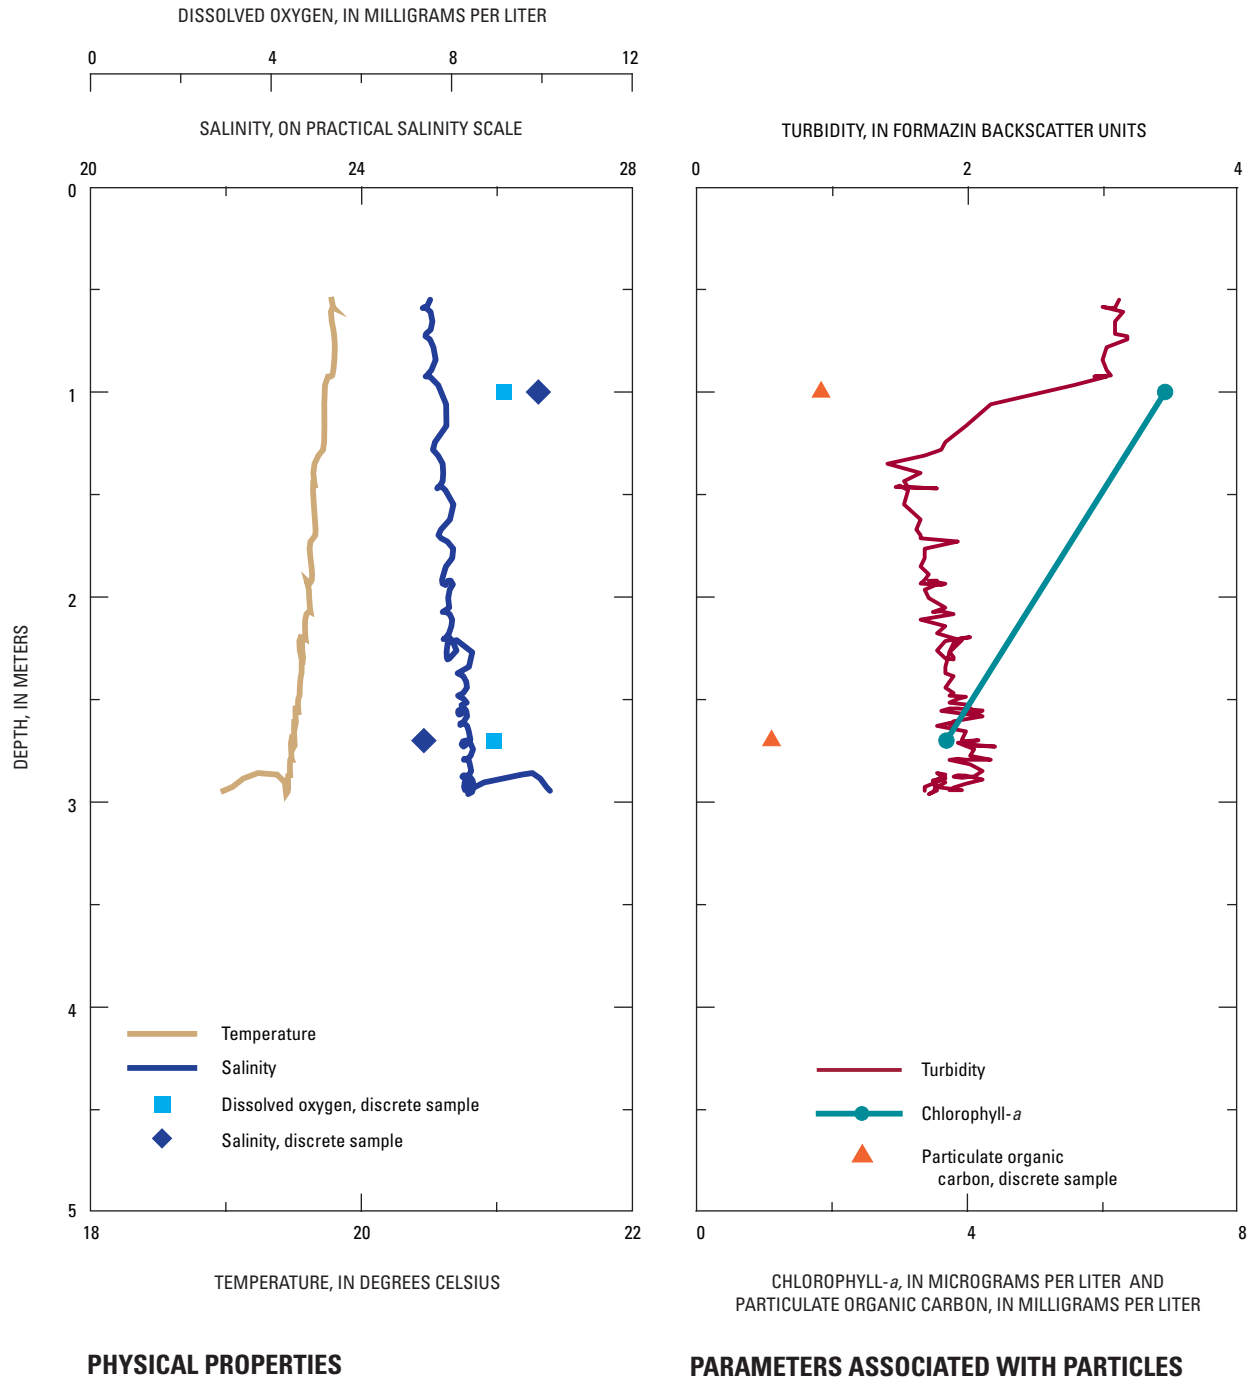 DISSOLVED OXYGEN, IN MILLIGRAMS PER LITER
0 4 8 12
SALINITY, ON PRACTICAL SALINITY SCALE
20 24 28
TURBIDITY, IN FORMAZIN BACKSCATTER UNITS
0 2 4
DEPTH, IN METERS
0
1
2
3
4
5
Temperature
Salinity
Dissolved oxygen, discrete sample
Salinity, discrete sample
18 20 22
TEMPERATURE, IN DEGREES CELSIUS
PHYSICAL PROPERTIES
Turbidity
Chlorophyll-a
Particulate organic
carbon, discrete sample
0 4 8
CHLOROPHYLL-a, IN MICROGRAMS PER LITER AND
PARTICULATE ORGANIC CARBON, IN MILLIGRAMS PER LITER
PARAMETERS ASSOCIATED WITH PARTICLES